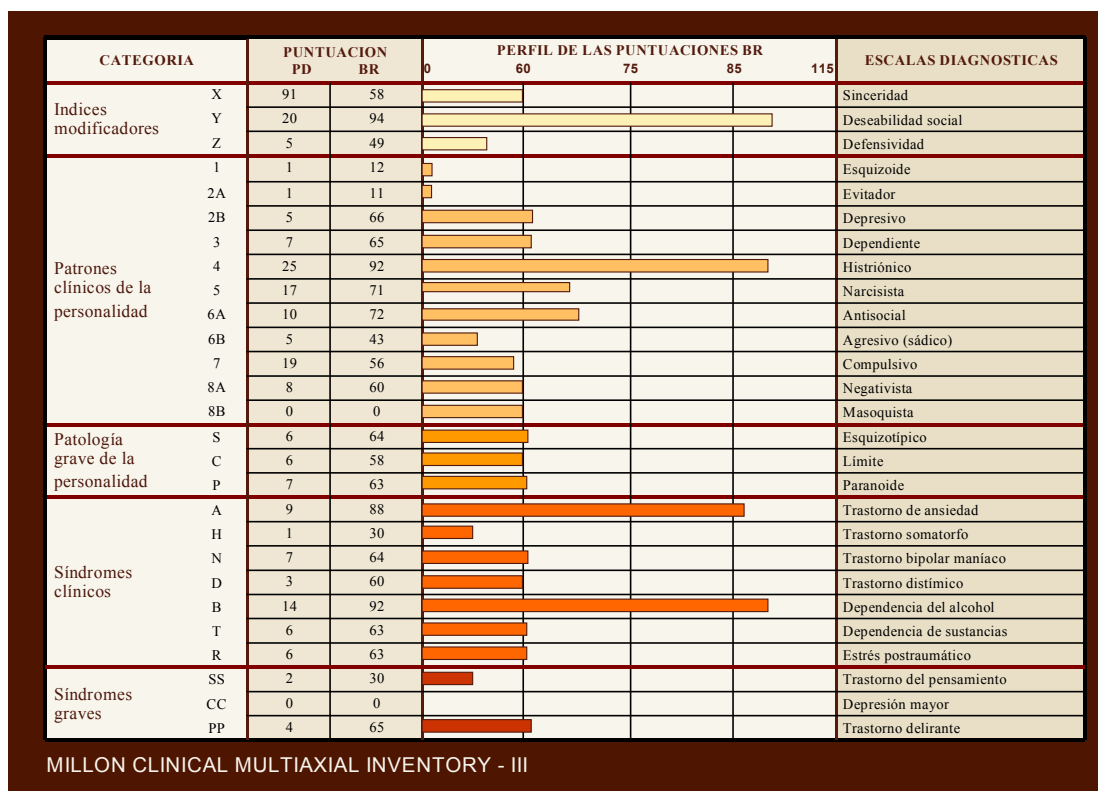 CATEGORIA PUNTUACION PERFIL DE LAS PUNTUACIONES BR ESCALAS DIAGNOSTICAS
PD BR 0 60 75 85 115
Indices modificadores
X 91 58 Sinceridad
Y 20 94 Deseabilidad social
Z 5 49 Defensividad
Patrones clínicos de la personalidad
1 1 12 Esquizoide
2A 1 11 Evitador
2B 5 66 Depresivo
3 7 65 Dependiente
4 25 92 Histriónico
5 17 71 Narcisista
6A 10 72 Antisocial
6B 5 43 Agresivo (sádico)
7 19 56 Compulsivo
8A 8 60 Negativista
8B 0 0 Masoquista
Patología grave de la personalidad
S 6 64 Esquizotípico
C 6 58 Límite
P 7 63 Paranoide
Síndromes clínicos
A 9 88 Trastorno de ansiedad
H 1 30 Trastorno somatorfo
N 7 64 Trastorno bipolar maníaco
D 3 60 Trastorno distímico
B 14 92 Dependencia del alcohol
T 6 63 Dependencia de sustancias
R 6 63 Estrés postraumático
Síndromes graves
SS 2 30 Trastorno del pensamiento
CC 0 0 Depresión mayor
PP 4 65 Trastorno delirante
MILLON CLINICAL MULTIAXIAL INVENTORY - III